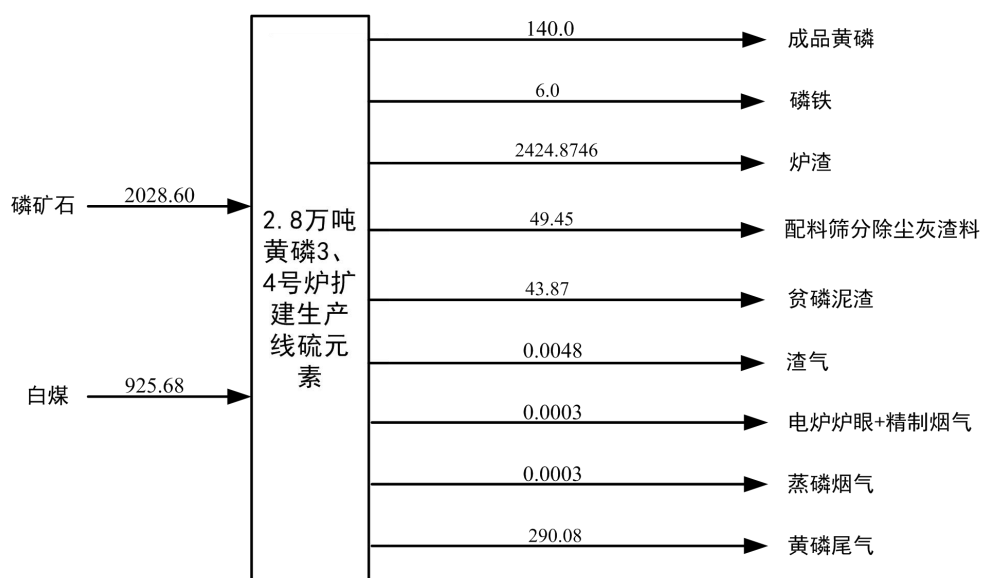 140.0
成品黄磷
6.0
磷铁
2424.8746
炉渣
磷矿石
2028.60
2.8万吨
黄磷3、
4号炉扩
建生产
线硫元
素
49.45
配料筛分除尘灰渣料
43.87
贫磷泥渣
0.0048
渣气
白煤
925.68
0.0003
电炉炉眼+精制烟气
0.0003
蒸磷烟气
290.08
黄磷尾气